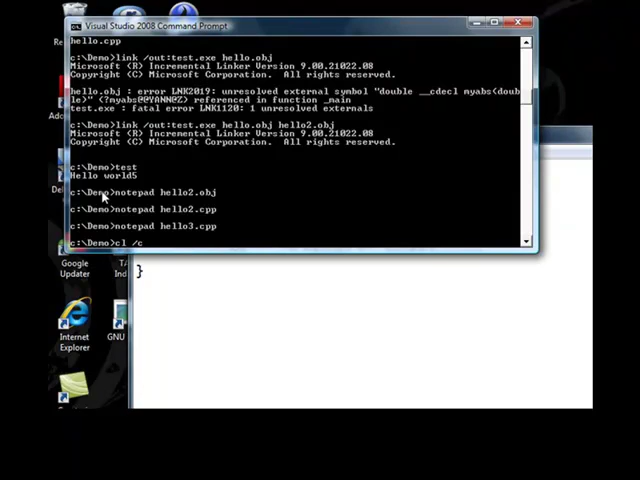 Visual Studio 2008 Command Prompt
hello.cpp
c:\Demo>link /out:test.exe hello.obj
Microsoft (R) Incremental Linker Version 9.00.21022.08
Copyright (C) Microsoft Corporation. All rights reserved.
hello.obj : error LNK2019: unresolved external symbol "double __cdecl myabs(doub
le)" (?myabs@@YANN@Z) referenced in function _main
test.exe : fatal error LNK1120: 1 unresolved externals
c:\Demo>link /out:test.exe hello.obj hello2.obj
Microsoft (R) Incremental Linker Version 9.00.21022.08
Copyright (C) Microsoft Corporation. All rights reserved.
c:\Demo>test
Hello world5
c:\Demo>notepad hello2.obj
c:\Demo>notepad hello2.cpp
c:\Demo>notepad hello3.cpp
c:\Demo>cl /c
}
Google
Updater
Internet
Explorer
GNU